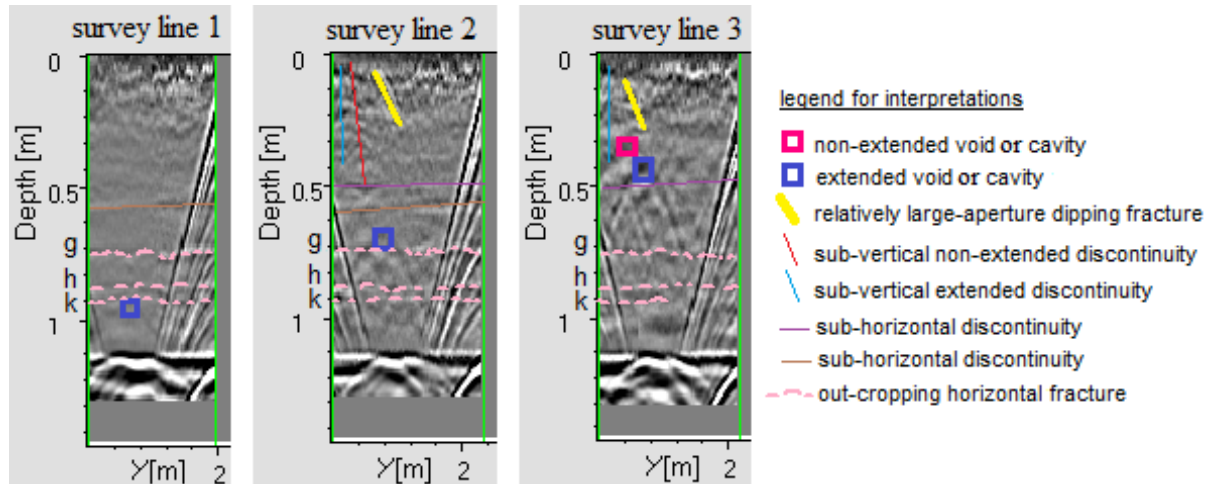 survey line 1
0
0.5
g
h
k
1
Depth [m]
Y[m] 2
survey line 2
0
0.5
g
h
k
1
Depth [m]
Y[m] 2
survey line 3
0
0.5
g
h
k
1
Depth [m]
Y[m] 2
legend for interpretations
non-extended void or cavity
extended void or cavity
relatively large-aperture dipping fracture
sub-vertical non-extended discontinuity
sub-vertical extended discontinuity
sub-horizontal discontinuity
sub-horizontal discontinuity
out-cropping horizontal fracture